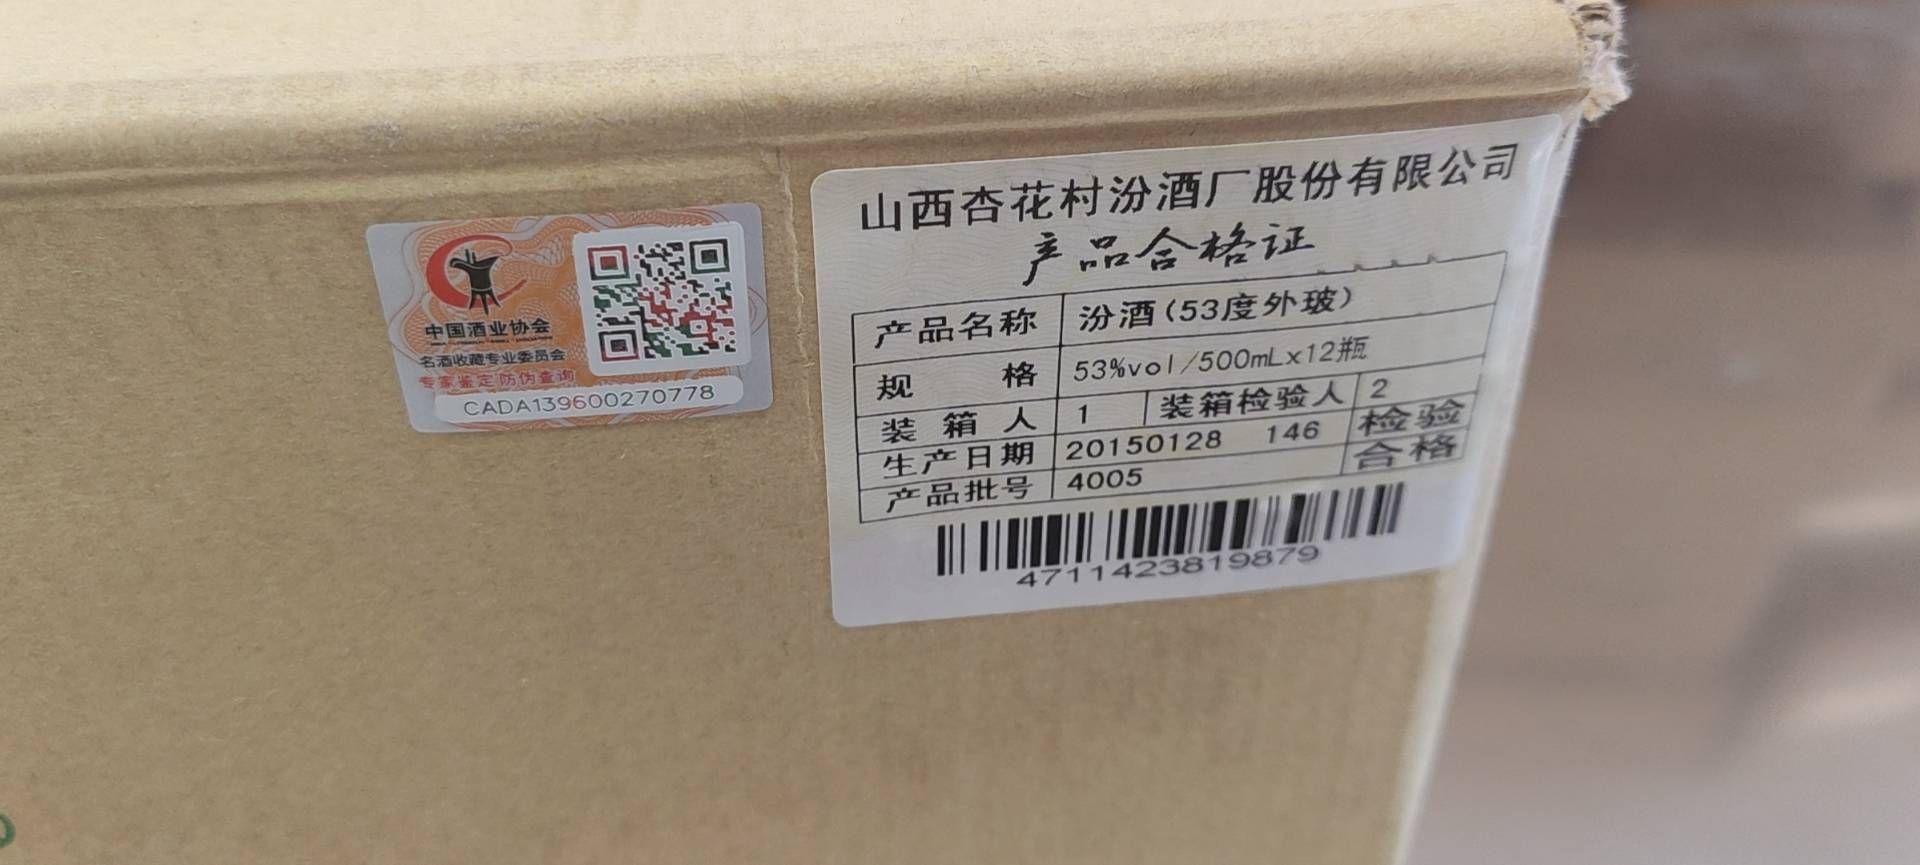 中国酒业协会
名酒收藏专业委员会
专家鉴定 防伪查询
CADA139600270778
山西杏花村汾酒厂股份有限公司
产品合格证
产品名称 汾酒(53度外玻)
规 格 53%vol/500mLx12瓶
装 箱 人 1 装箱检验人 2
生产日期 20150128 146 检验
产品批号 4005 合格
4711423819879